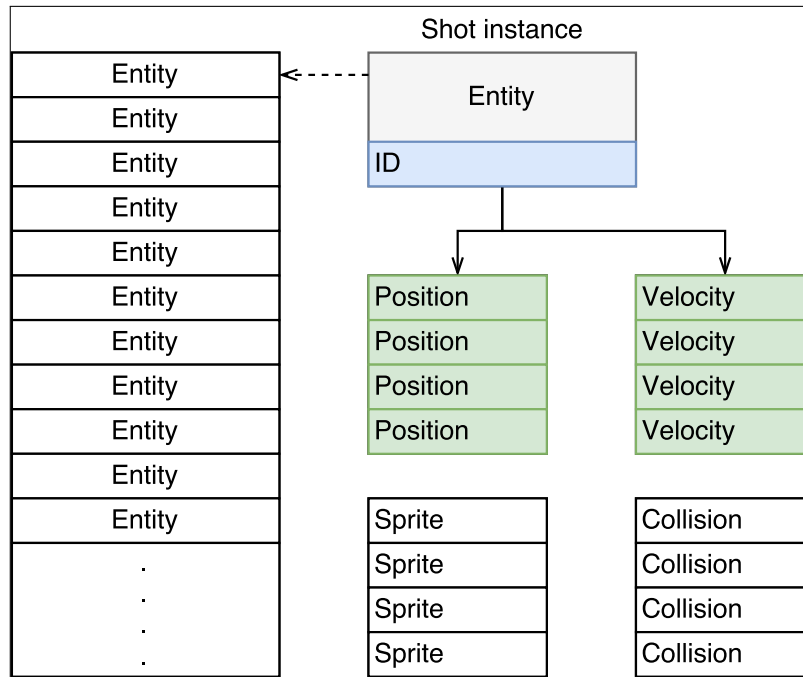 Shot instance
Entity
Entity
Entity
Entity
Entity
Entity
Entity
Entity
Entity
Entity
Entity
.
.
.
.
Entity
ID
Position
Position
Position
Position
Velocity
Velocity
Velocity
Velocity
Sprite
Sprite
Sprite
Sprite
Collision
Collision
Collision
Collision